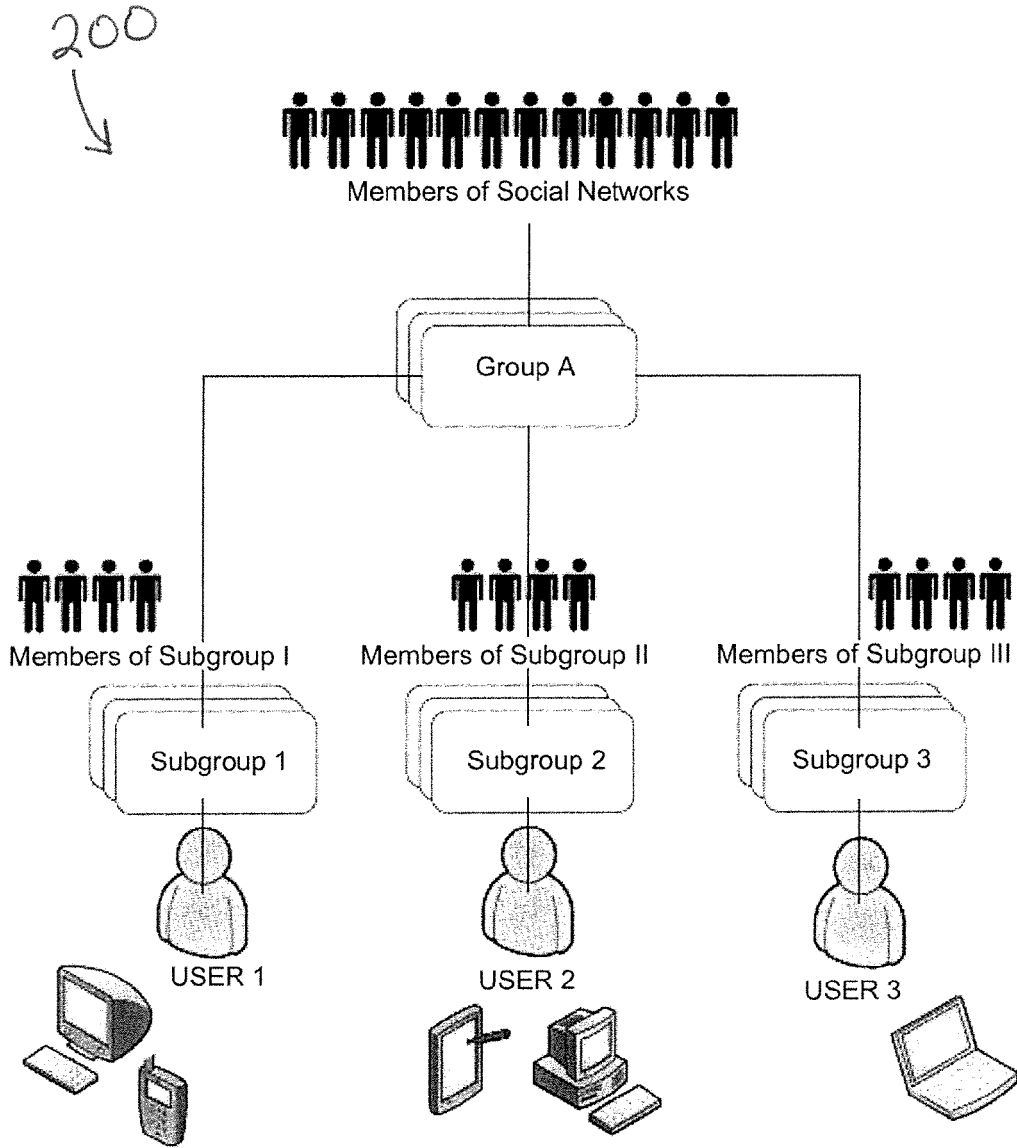 200
Members of Social Networks
Group A
Members of Subgroup I
Members of Subgroup II
Members of Subgroup III
Subgroup 1
Subgroup 2
Subgroup 3
USER 1
USER 2
USER 3